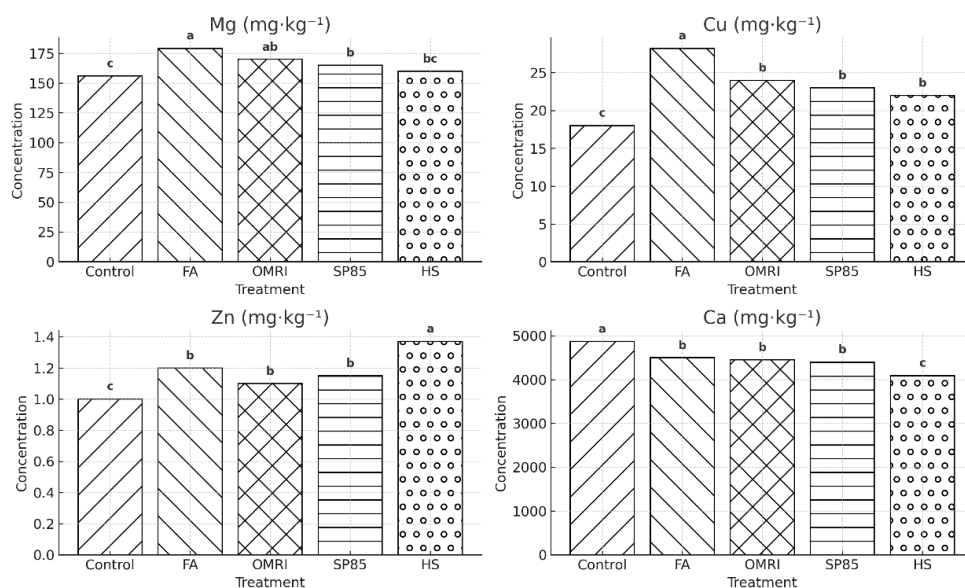 Mg (mg·kg⁻¹)
Concentration
175
150
125
100
75
50
25
0
c
a
ab
b
bc
Control FA OMRI SP85 HS
Treatment
Cu (mg·kg⁻¹)
Concentration
25
20
15
10
5
0
c
a
b
b
b
Control FA OMRI SP85 HS
Treatment
Zn (mg·kg⁻¹)
Concentration
1.4
1.2
1.0
0.8
0.6
0.4
0.2
0.0
c
b
b
b
a
Control FA OMRI SP85 HS
Treatment
Ca (mg·kg⁻¹)
Concentration
5000
4000
3000
2000
1000
0
a
b
b
b
c
Control FA OMRI SP85 HS
Treatment